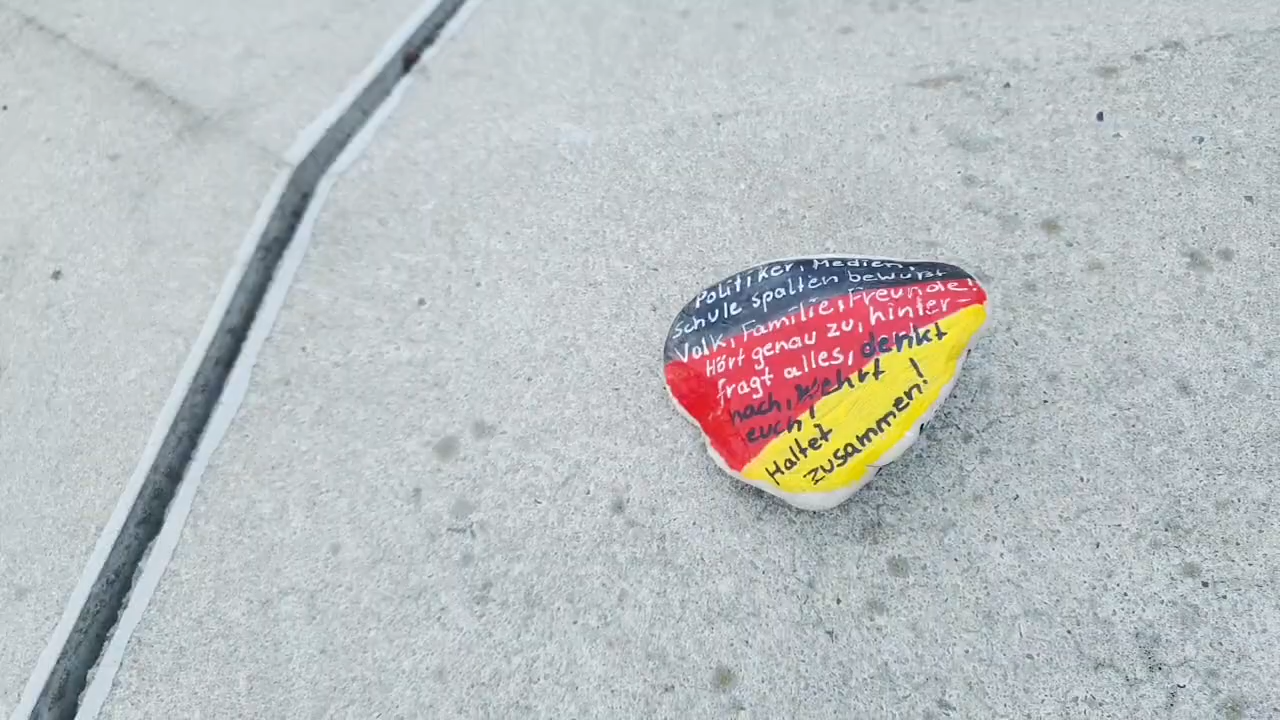 Politiker, Medien,
Schule spalten bewußt
Volk, Familie, Freunde!
Hört genau zu, hinter-
fragt alles, denkt
nach, wehrt
euch!
Haltet
zusammen!